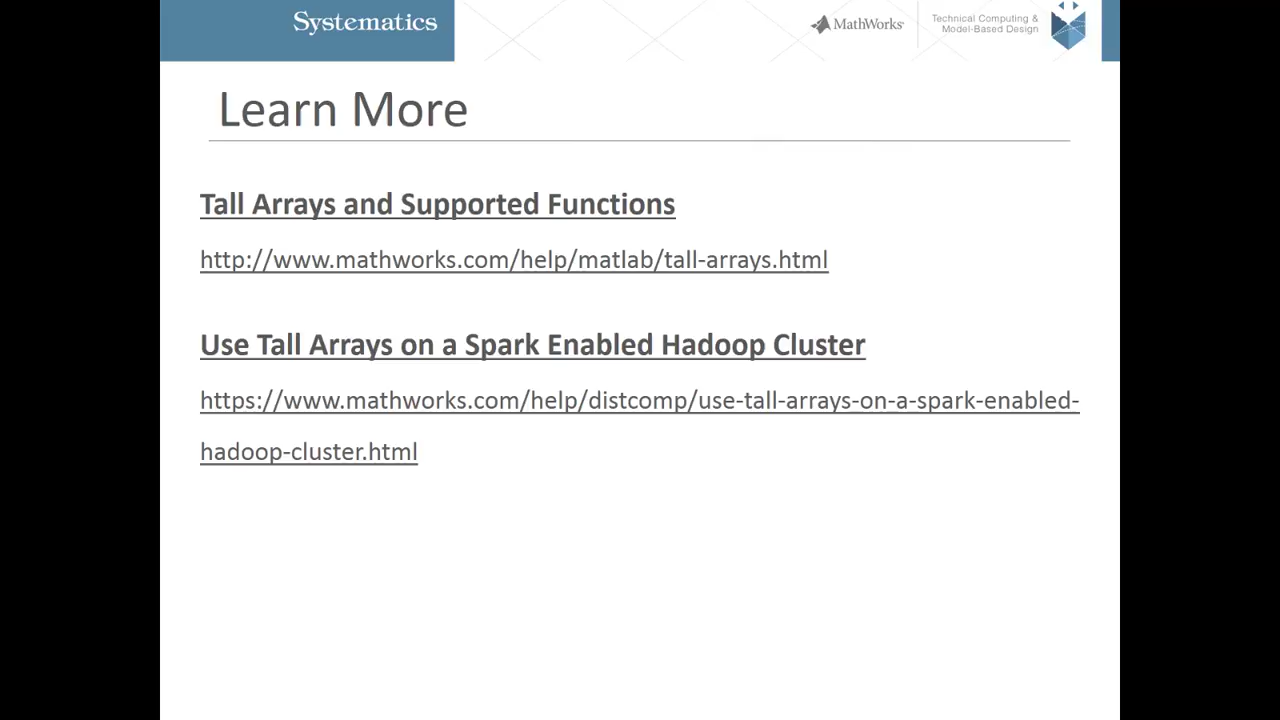 Systematics
MathWorks®
Technical Computing &
Model-Based Design
Learn More
Tall Arrays and Supported Functions
http://www.mathworks.com/help/matlab/tall-arrays.html
Use Tall Arrays on a Spark Enabled Hadoop Cluster
https://www.mathworks.com/help/distcomp/use-tall-arrays-on-a-spark-enabled-
hadoop-cluster.html